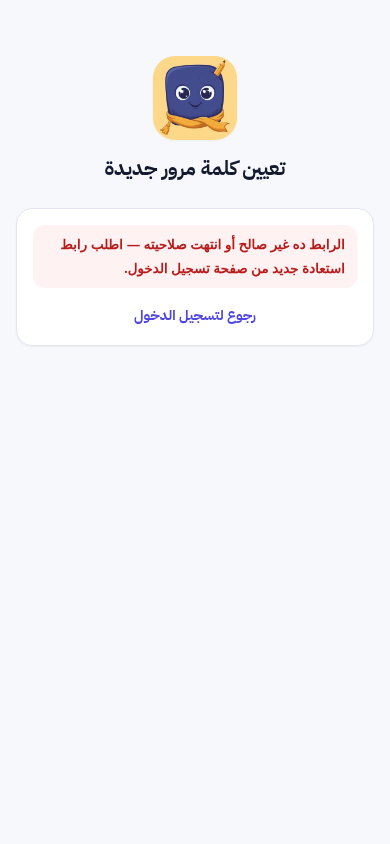 تعيين كلمة مرور جديدة
الرابط ده غير صالح أو انتهت صلاحيته — اطلب رابط
استعادة جديد من صفحة تسجيل الدخول.
رجوع لتسجيل الدخول